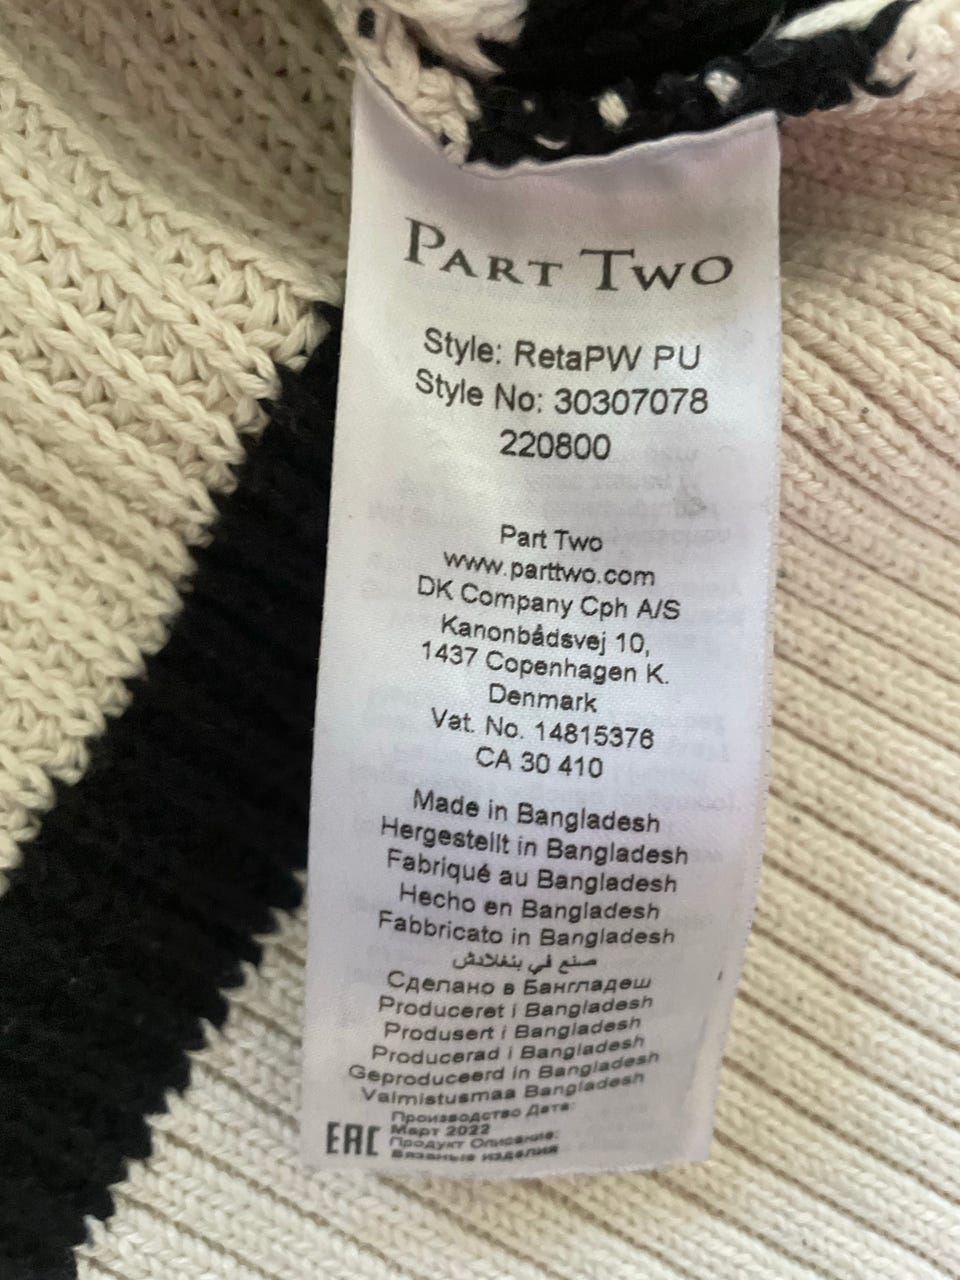 PART TWO
Style: RetaPW PU
Style No: 30307078
220800
Part Two
www.parttwo.com
DK Company Cph A/S
Kanonbådsvej 10,
1437 Copenhagen K.
Denmark
Vat. No. 14815376
CA 30 410
Made in Bangladesh
Hergestellt in Bangladesh
Fabriqué au Bangladesh
Hecho en Bangladesh
Fabbricato in Bangladesh
صنع في بنغلاديش
Сделано в Бангладеш
Produceret i Bangladesh
Produsert i Bangladesh
Producerad i Bangladesh
Geproduceerd in Bangladesh
Valmistusmaa Bangladesh
EAC
Производство Дата:
Март 2022
Продукт Описание:
Вязаные изделия